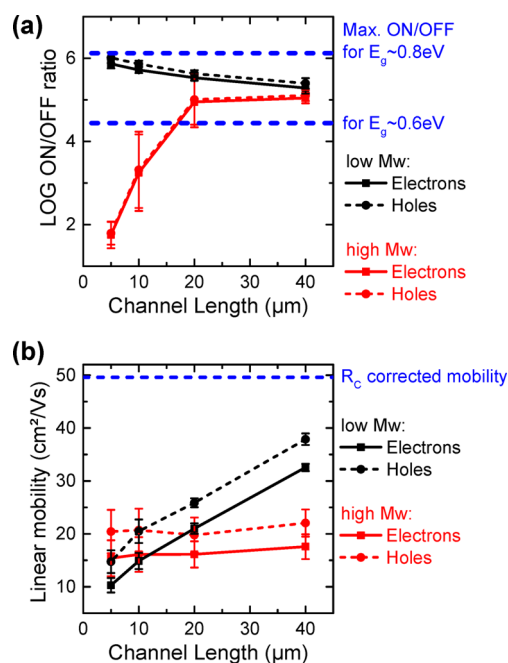 (a)
Max. ON/OFF
for Eg~0.8eV
for Eg~0.6eV
low Mw:
Electrons
Holes
high Mw:
Electrons
Holes
LOG ON/OFF ratio
6
4
2
0
10
20
30
40
Channel Length (µm)
(b)
RC corrected mobility
low Mw:
Electrons
Holes
high Mw:
Electrons
Holes
Linear mobility (cm²/Vs)
50
40
30
20
10
0
10
20
30
40
Channel Length (µm)